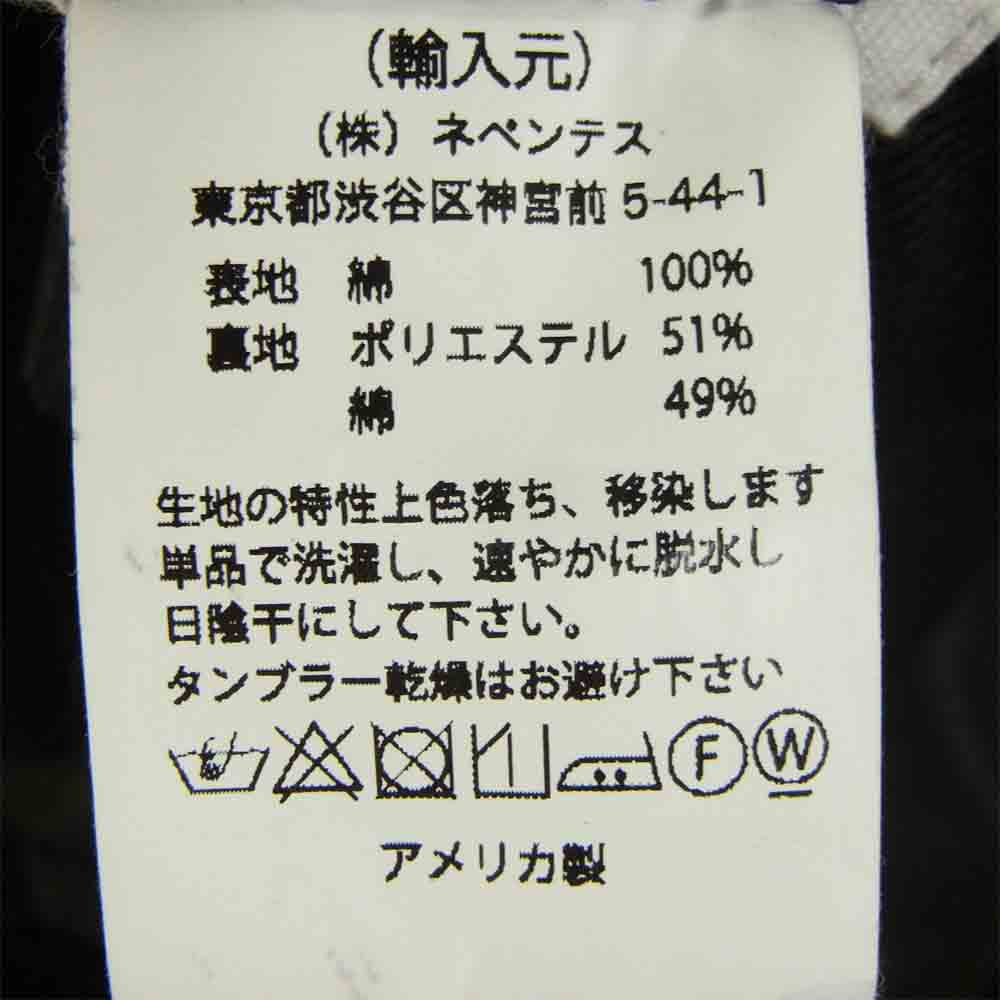 (輸入元)
(株) ネペンテス
東京都渋谷区神宮前 5-44-1
表地 綿 100%
裏地 ポリエステル 51%
綿 49%
生地の特性上色落ち、移染します
単品で洗濯し、速やかに脱水し
日陰干にして下さい。
タンブラー乾燥はお避け下さい
F W
アメリカ製